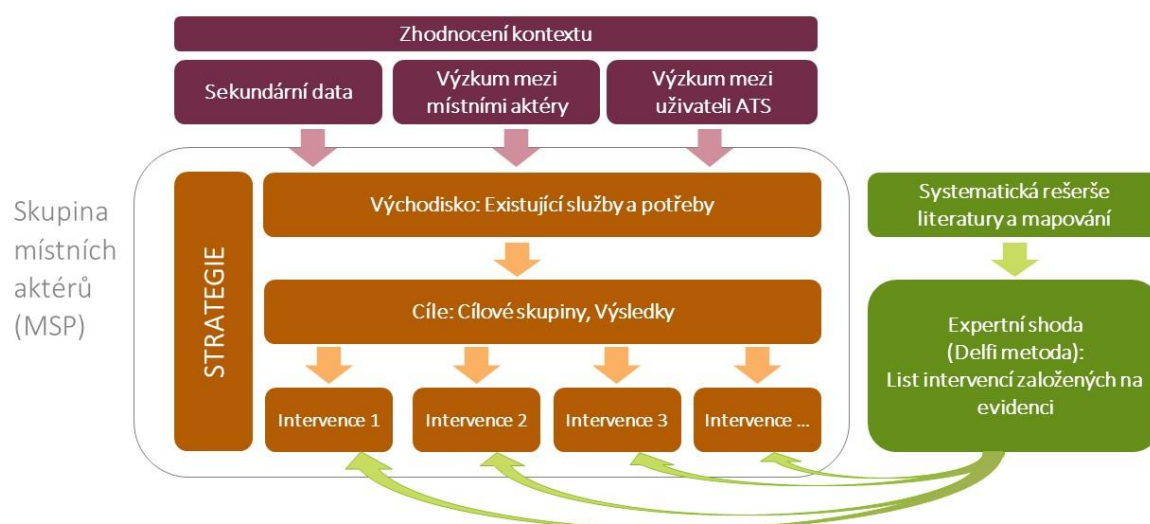 Zhodnocení kontextu
Sekundární data
Výzkum mezi
místními aktéry
Výzkum mezi
uživateli ATS
Skupina
místních
aktérů
(MSP)
STRATEGIE
Východisko: Existující služby a potřeby
Cíle: Cílové skupiny, Výsledky
Intervence 1
Intervence 2
Intervence 3
Intervence ...
Systematická rešerše
literatury a mapování
Expertní shoda
(Delfi metoda):
List intervencí založených na
evidenci